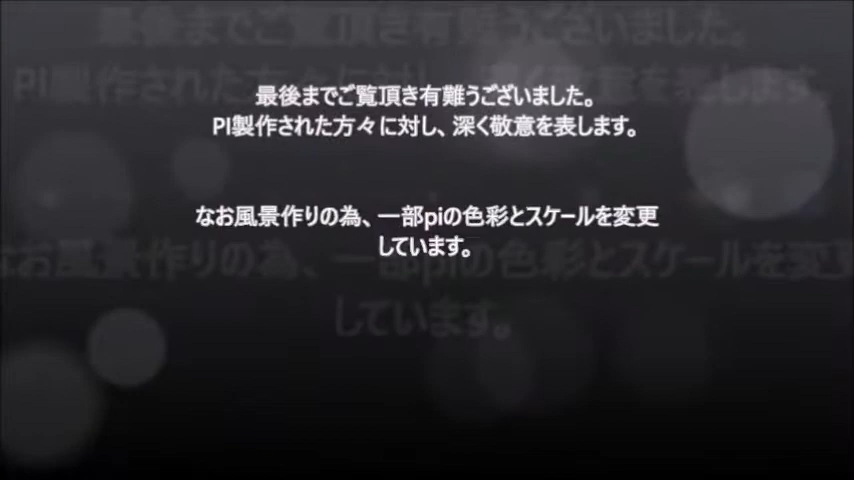 最後までご覧頂き有難うございました。
PI製作された方々に対し、深く敬意を表します。
なお風景作りの為、一部piの色彩とスケールを変更
しています。